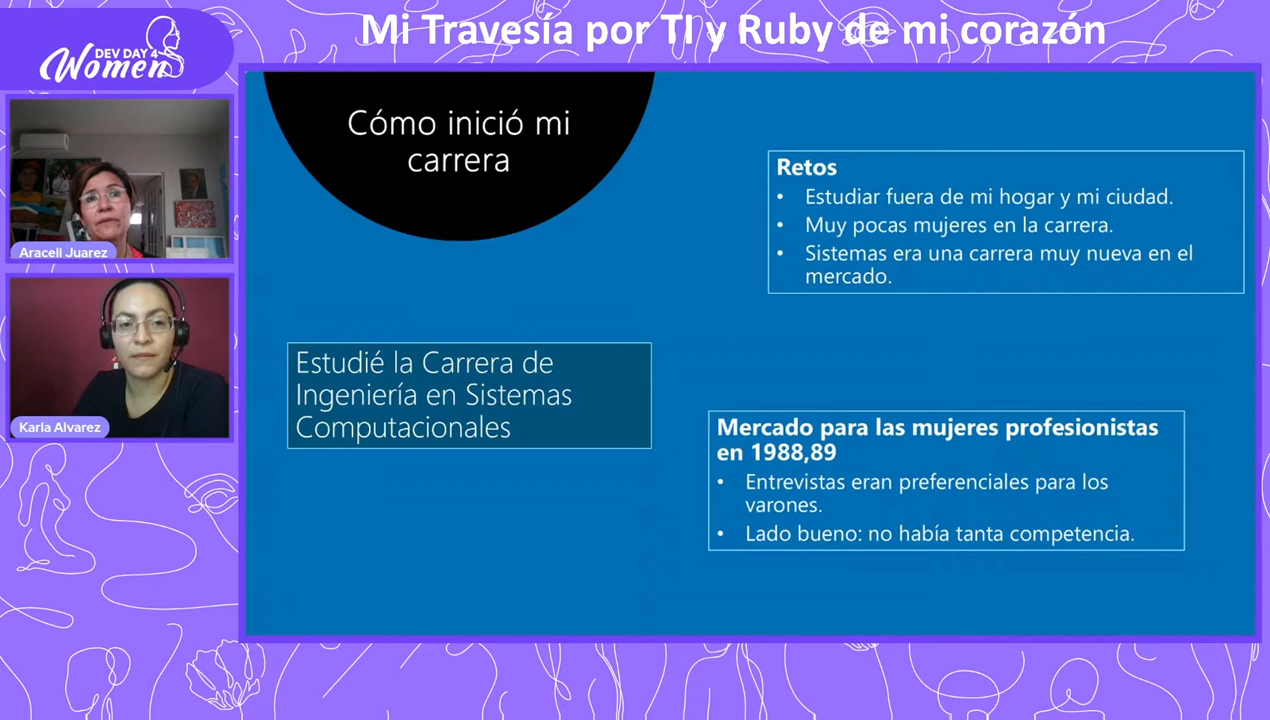 Mi Travesía por TI y Ruby de mi corazón
DEV DAY 4
Women
Araceli Juarez
Karla Alvarez
Cómo inició mi
carrera
Estudié la Carrera de
Ingeniería en Sistemas
Computacionales
Retos
• Estudiar fuera de mi hogar y mi ciudad.
• Muy pocas mujeres en la carrera.
• Sistemas era una carrera muy nueva en el
mercado.
Mercado para las mujeres profesionistas
en 1988,89
• Entrevistas eran preferenciales para los
varones.
• Lado bueno: no había tanta competencia.